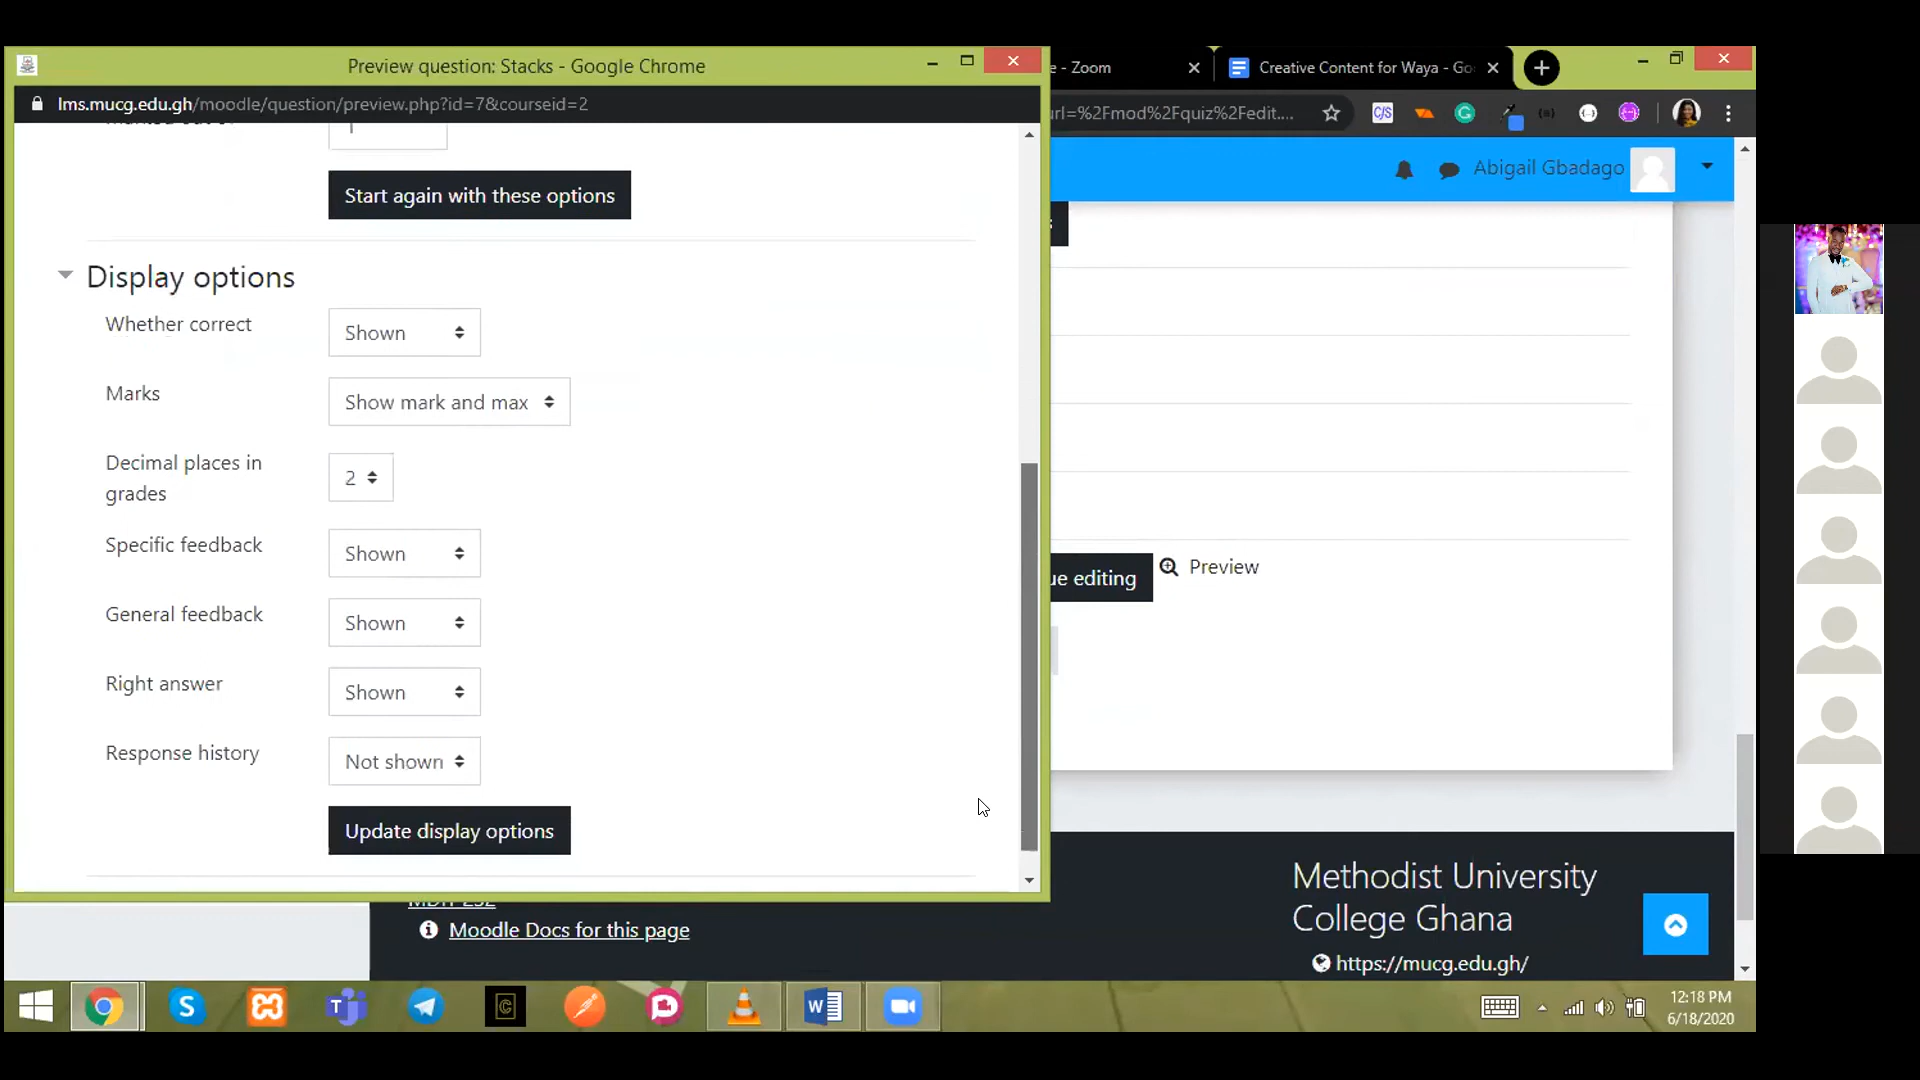 Preview question: Stacks - Google Chrome
lms.mucg.edu.gh/moodle/question/preview.php?id=7&courseid=2
1
Start again with these options
Display options
Whether correct
Shown
Marks
Show mark and max
Decimal places in
grades
2
Specific feedback
Shown
General feedback
Shown
Right answer
Shown
Response history
Not shown
Update display options
e - Zoom
Creative Content for Waya - Go
url=%2Fmod%2Fquiz%2Fedit....
C/S
Abigail Gbadago
ue editing
Preview
Moodle Docs for this page
Methodist University
College Ghana
https://mucg.edu.gh/
12:18 PM
6/18/2020